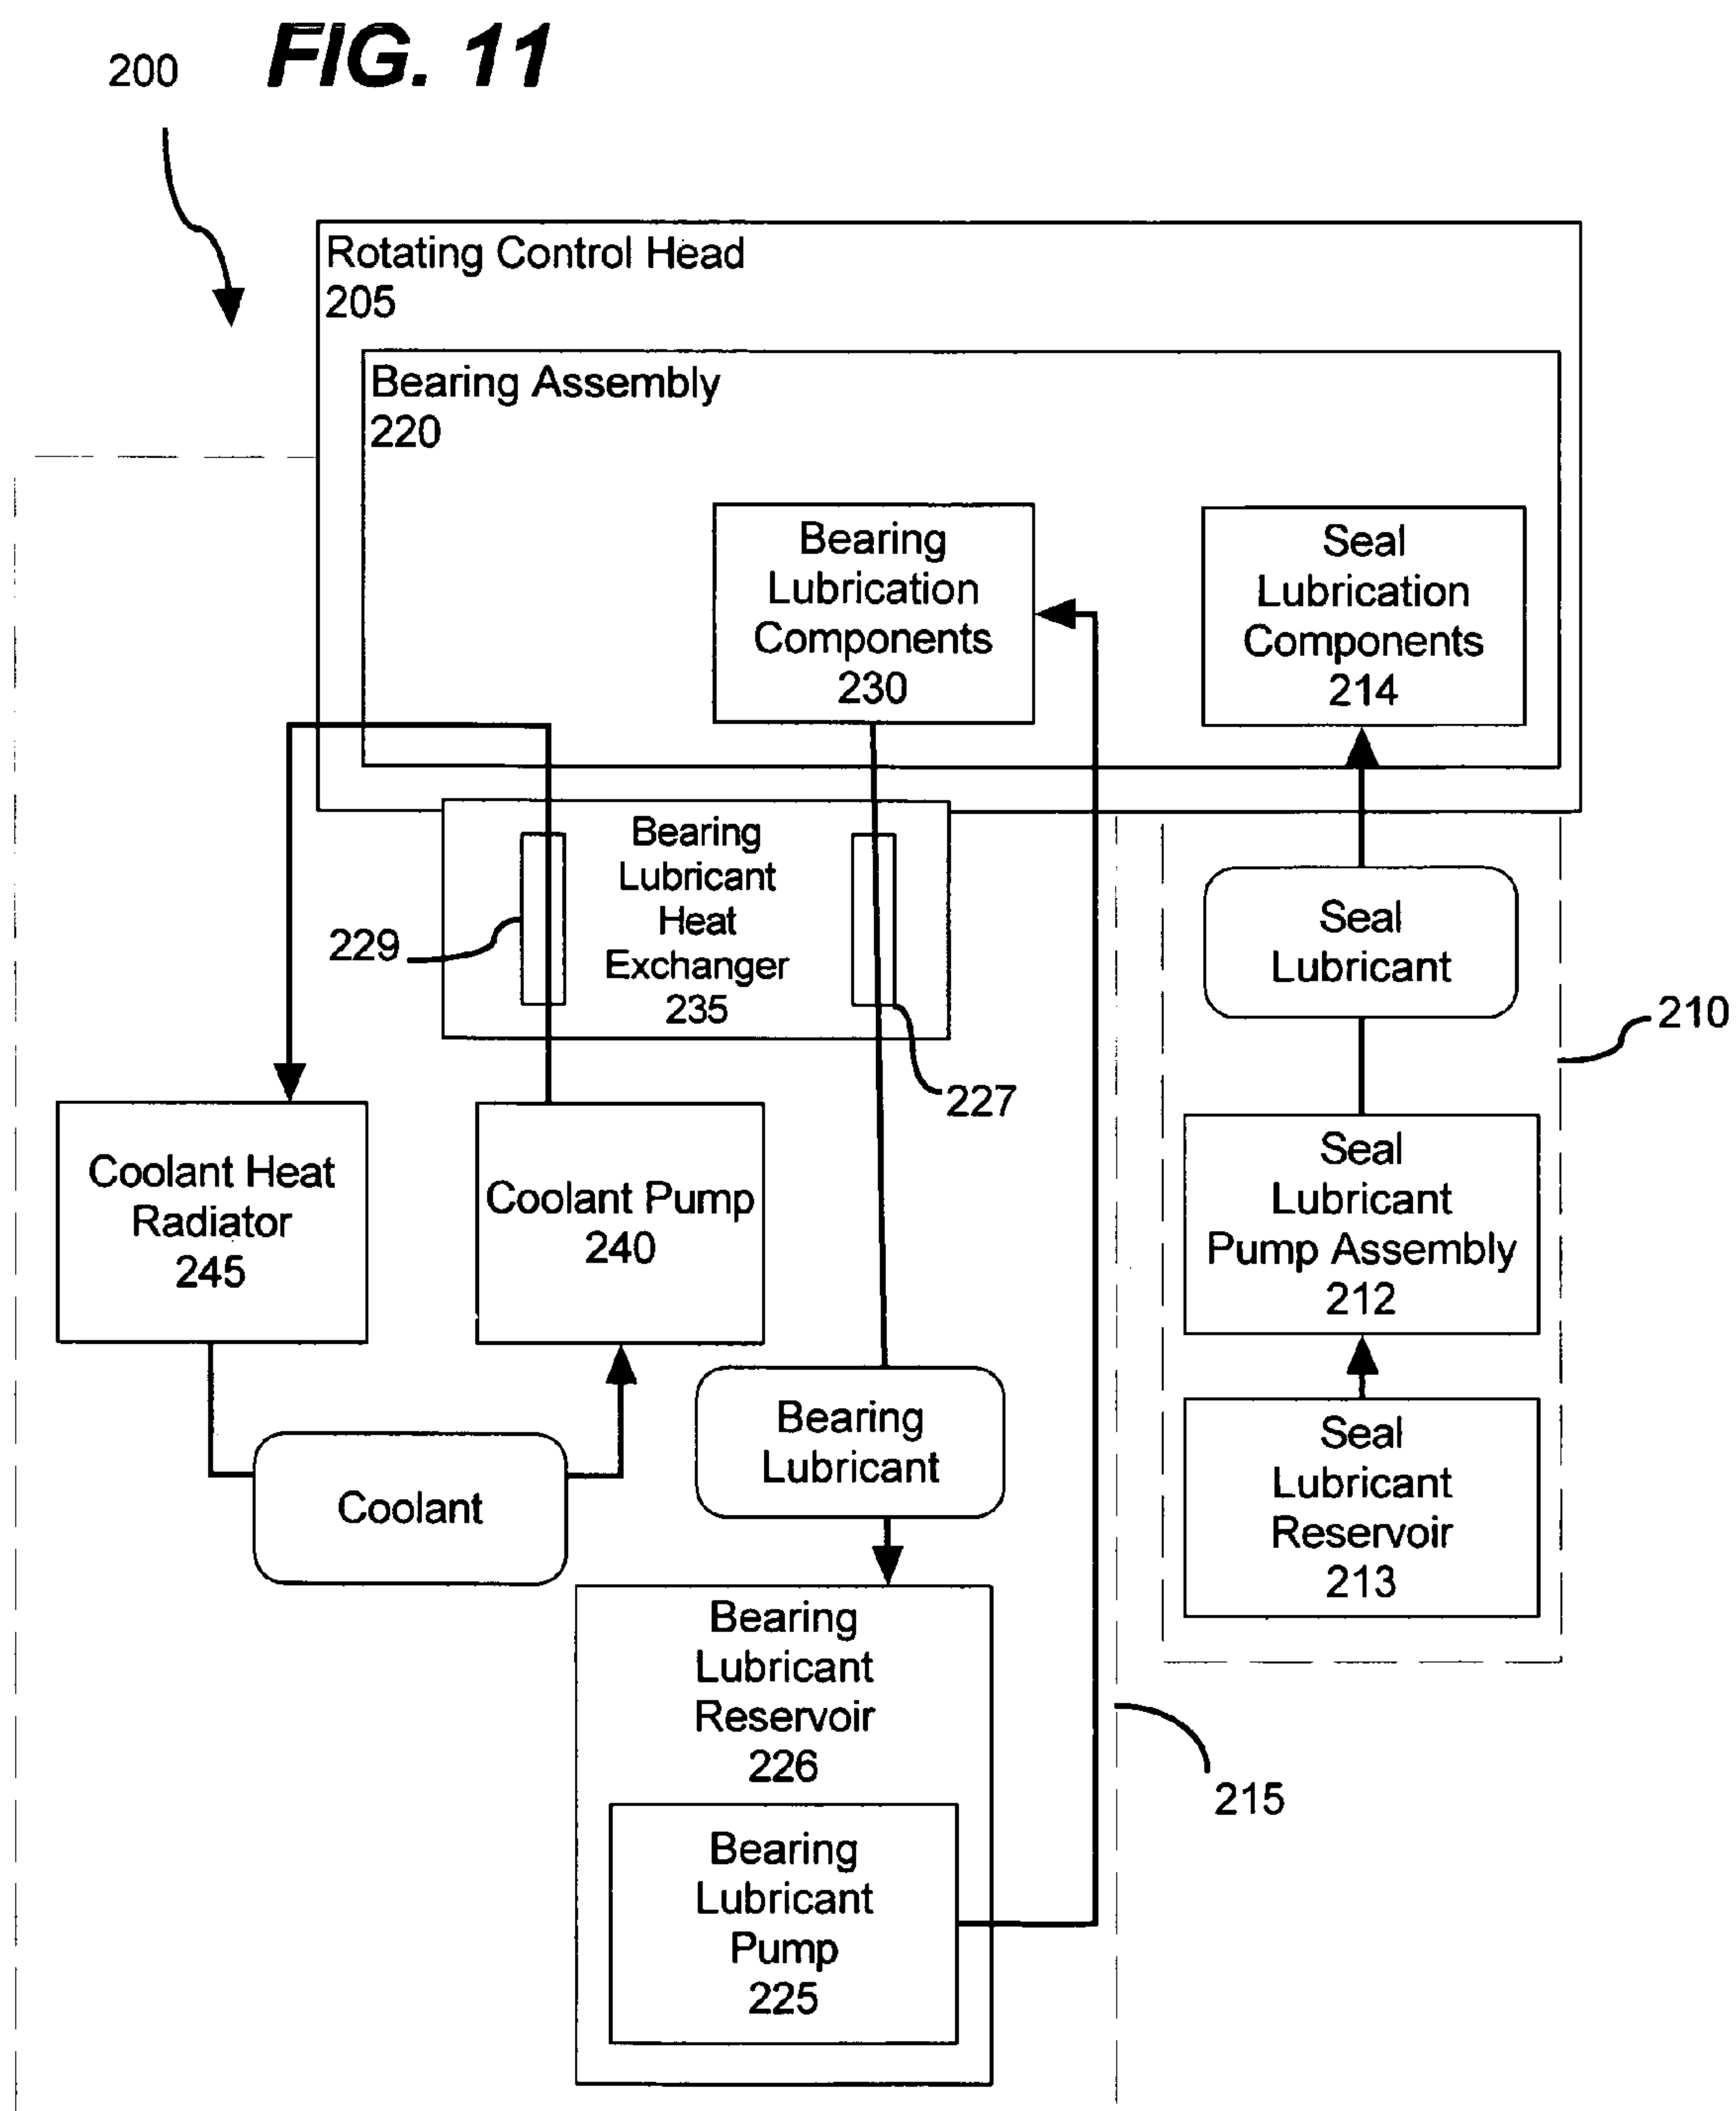 200
FIG. 11
Rotating Control Head
205
Bearing Assembly
220
Bearing
Lubrication
Components
230
Seal
Lubrication
Components
214
Bearing
Lubricant
Heat
Exchanger
235
229
227
Seal
Lubricant
210
Coolant Heat
Radiator
245
Coolant Pump
240
Seal
Lubricant
Pump Assembly
212
Bearing
Lubricant
Coolant
Seal
Lubricant
Reservoir
213
Bearing
Lubricant
Reservoir
226
215
Bearing
Lubricant
Pump
225